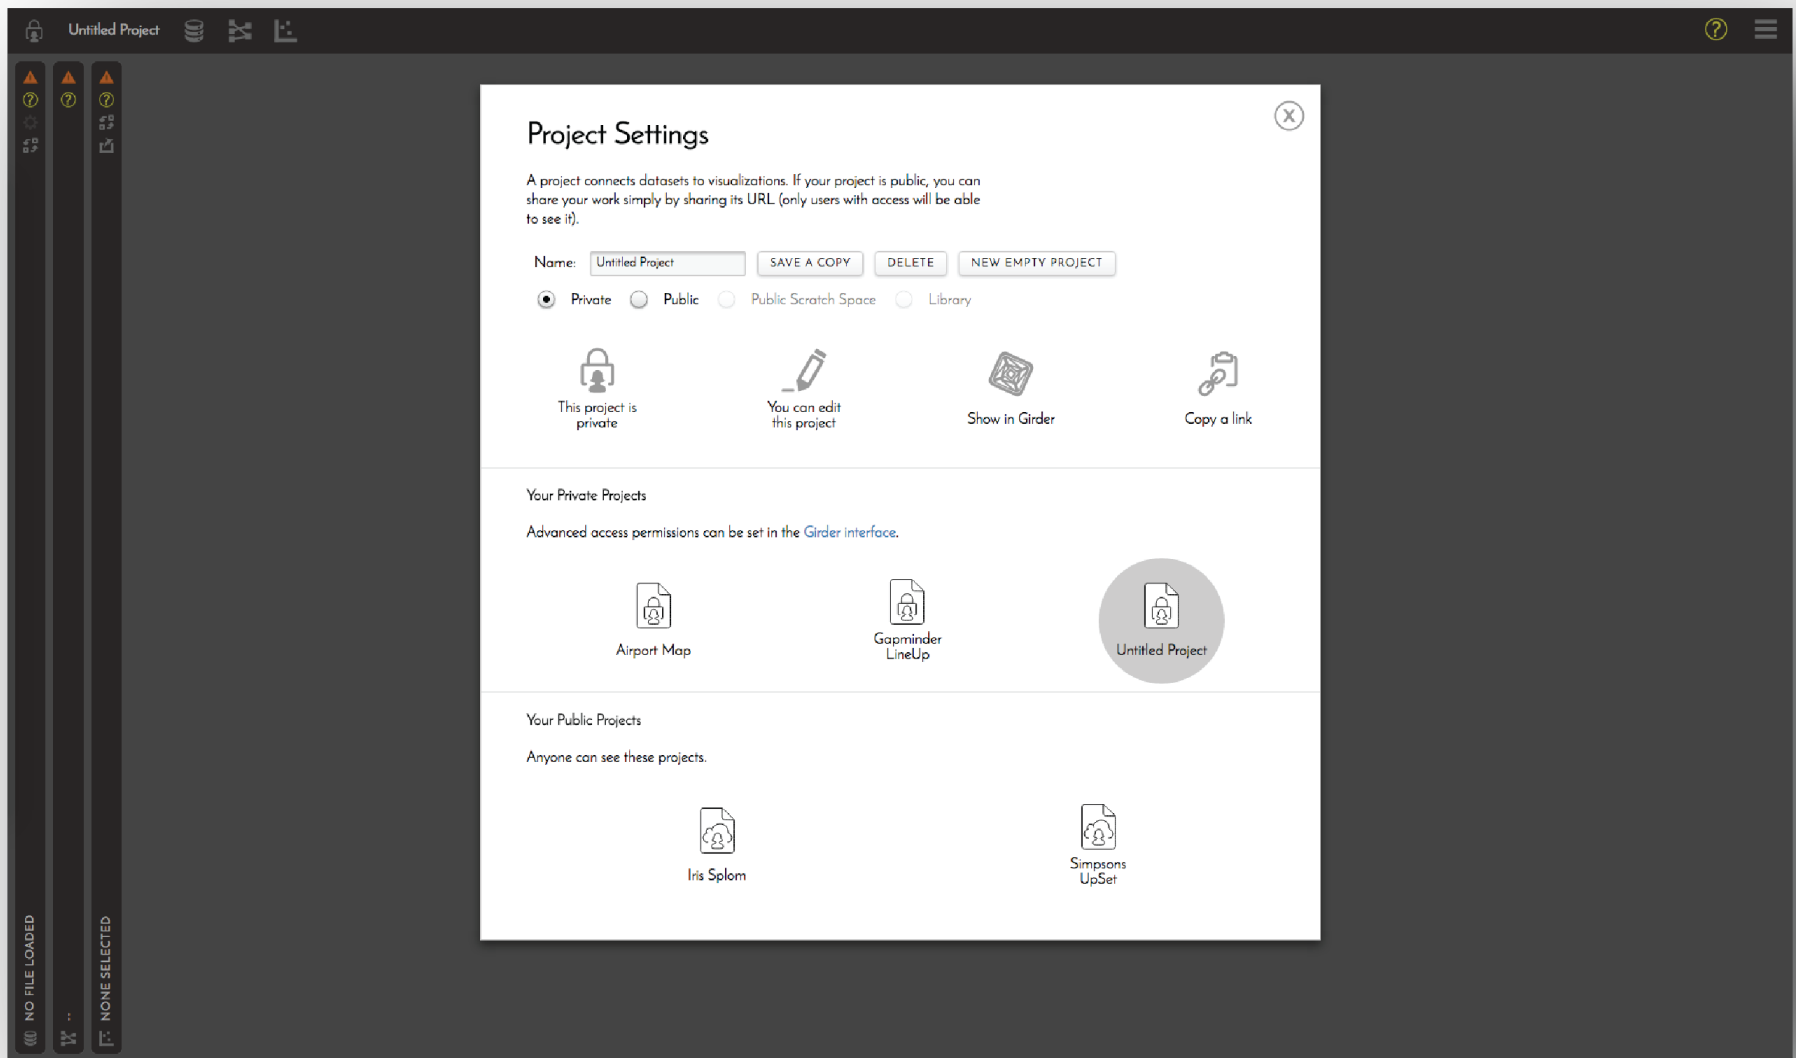 Untitled Project
?
Project Settings
X
A project connects datasets to visualizations. If your project is public, you can
share your work simply by sharing its URL (only users with access will be able
to see it).
Name: Untitled Project SAVE A COPY DELETE NEW EMPTY PROJECT
Private Public Public Scratch Space Library
This project is
private
You can edit
this project
Show in Girder
Copy a link
Your Private Projects
Advanced access permissions can be set in the Girder interface.
Airport Map
Gapminder
LineUp
Untitled Project
Your Public Projects
Anyone can see these projects.
Iris Splom
Simpsons
UpSet
?
NO FILE LOADED
?
--
?
NONE SELECTED